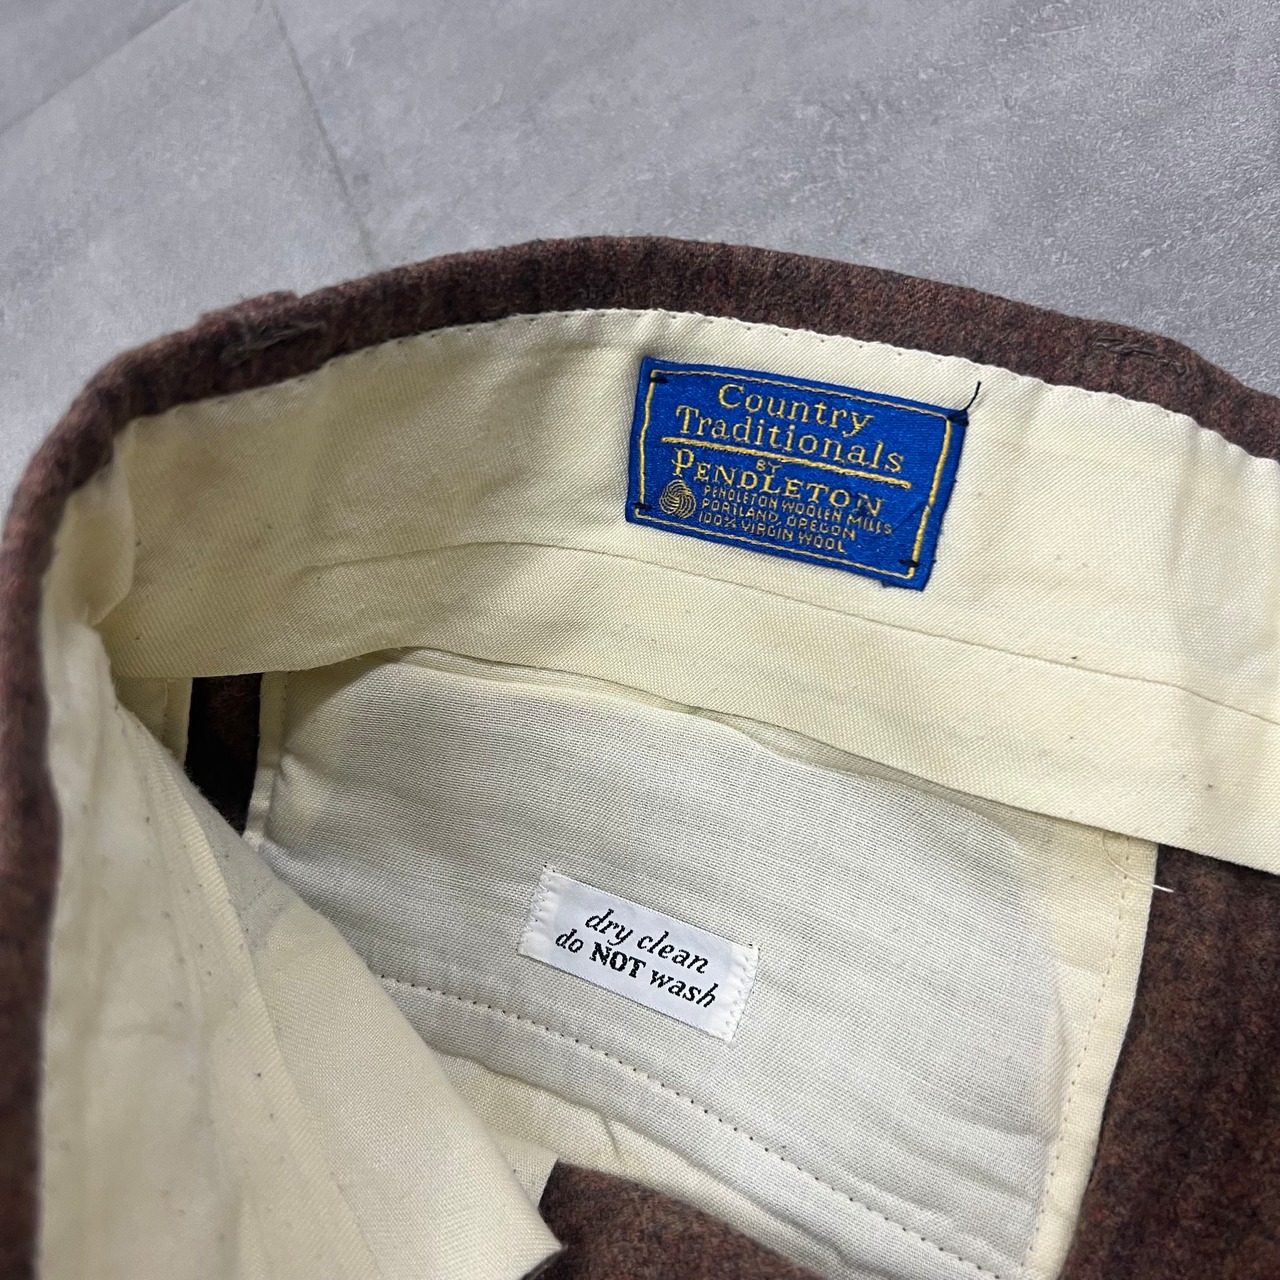 Country
Traditionals
BY
PENDLETON
PENDLETON WOOLEN MILLS
PORTLAND, OREGON
100% VIRGIN WOOL
dry clean
do NOT wash